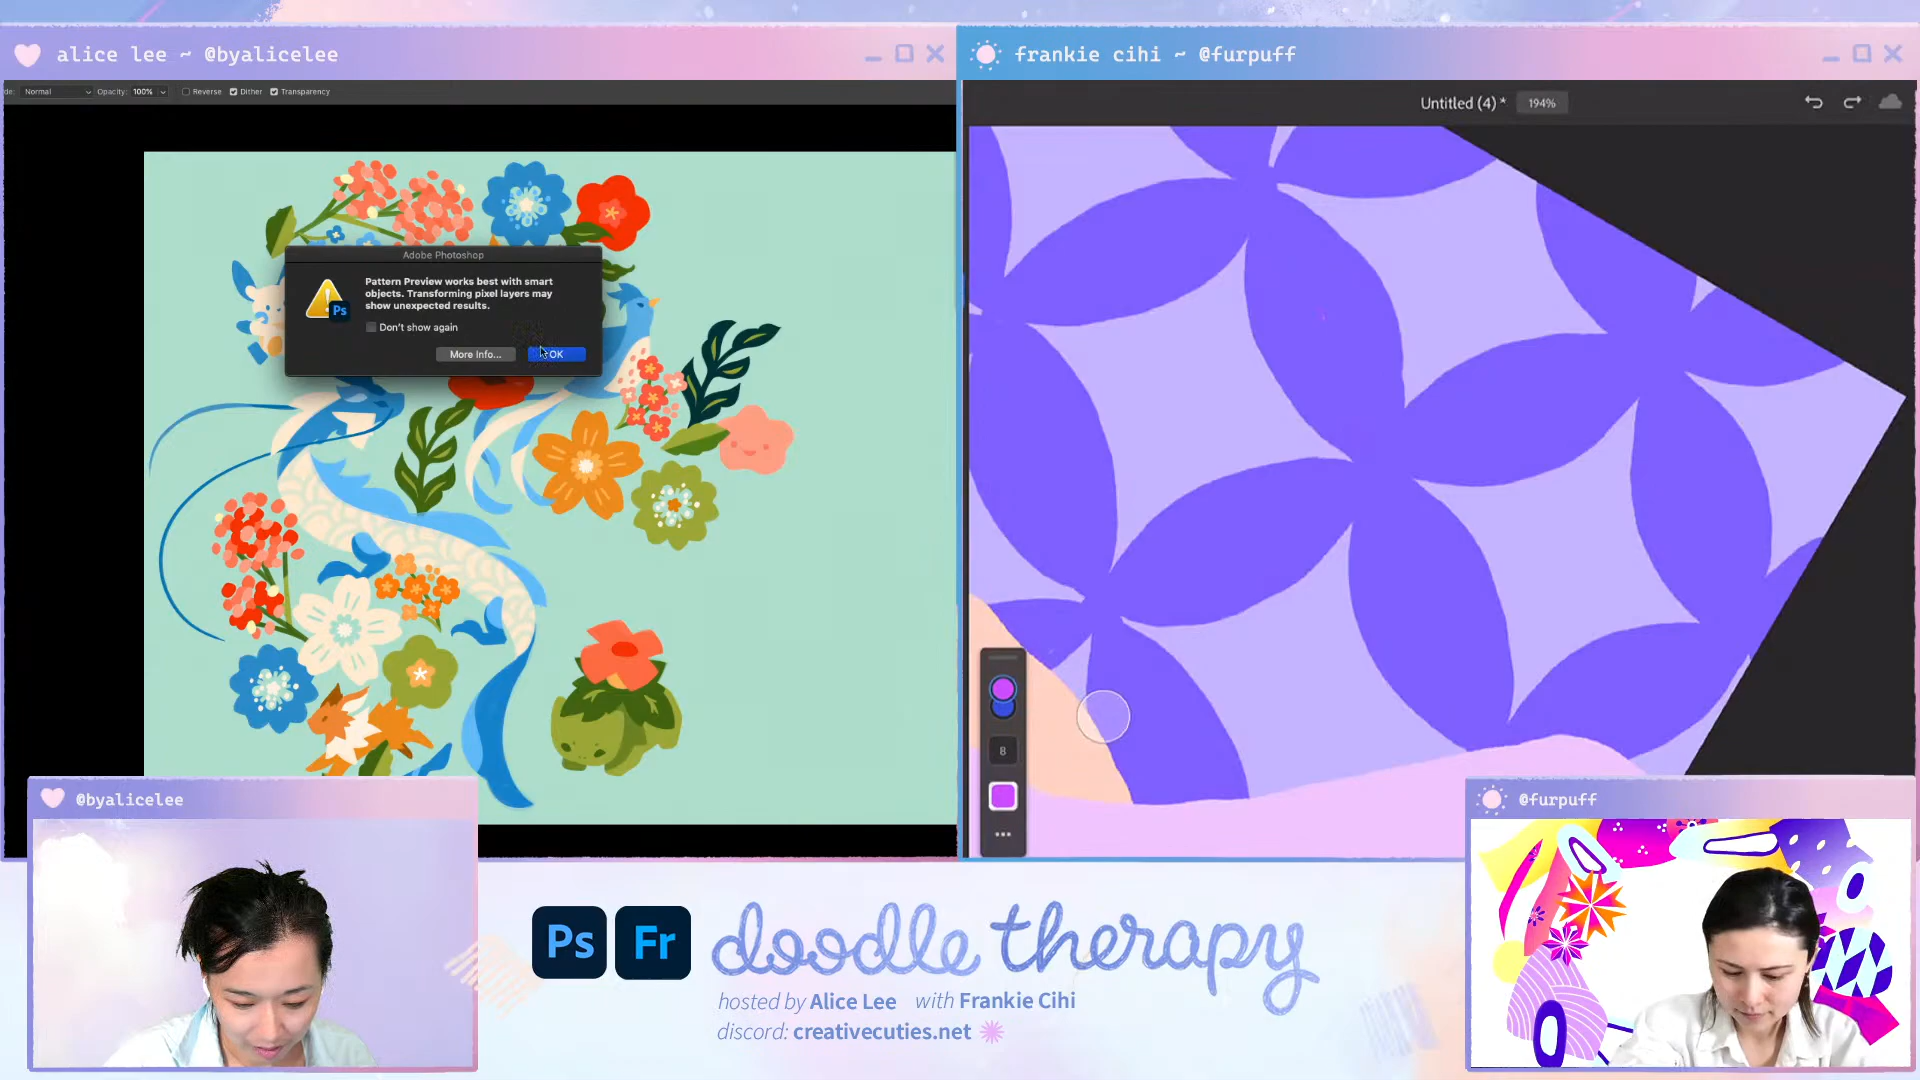 alice lee ~ @byalicelee
frankie cihi ~ @furpuff
Normal Opacity: 100% Reverse Dither Transparency
Untitled (4) * 194%
Adobe Photoshop
Pattern Preview works best with smart
objects. Transforming pixel layers may
show unexpected results.
Ps
Don't show again
More Info... OK
8
@byalicelee
@furpuff
Ps Fr doodle therapy
hosted by Alice Lee with Frankie Cihi
discord: creativecuties.net